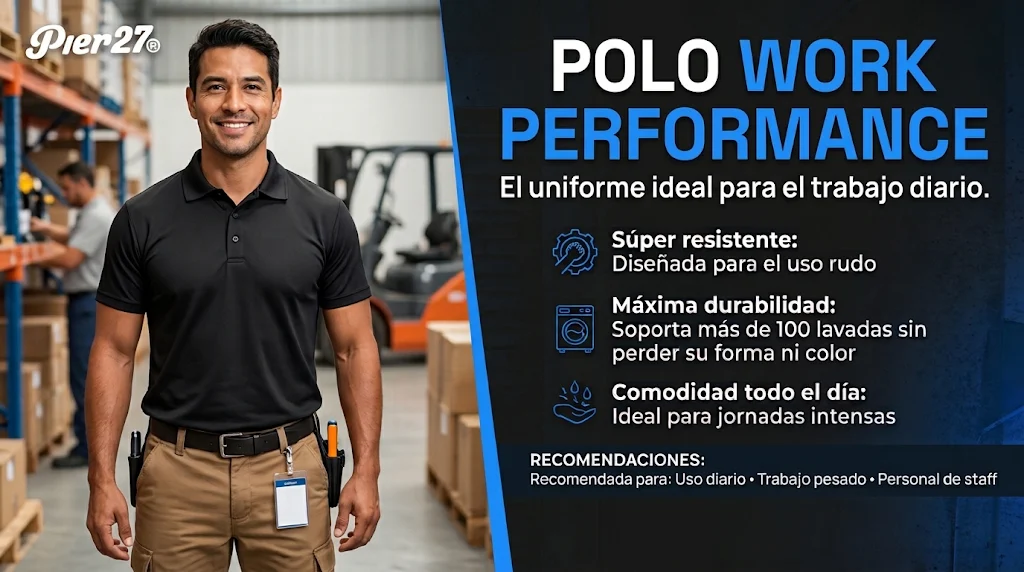 Pier27®
POLO WORK
PERFORMANCE
El uniforme ideal para el trabajo diario.
Súper resistente:
Diseñada para el uso rudo
Máxima durabilidad:
Soporta más de 100 lavadas sin
perder su forma ni color
Comodidad todo el día:
Ideal para jornadas intensas
RECOMENDACIONES:
Recomendada para: Uso diario • Trabajo pesado • Personal de staff